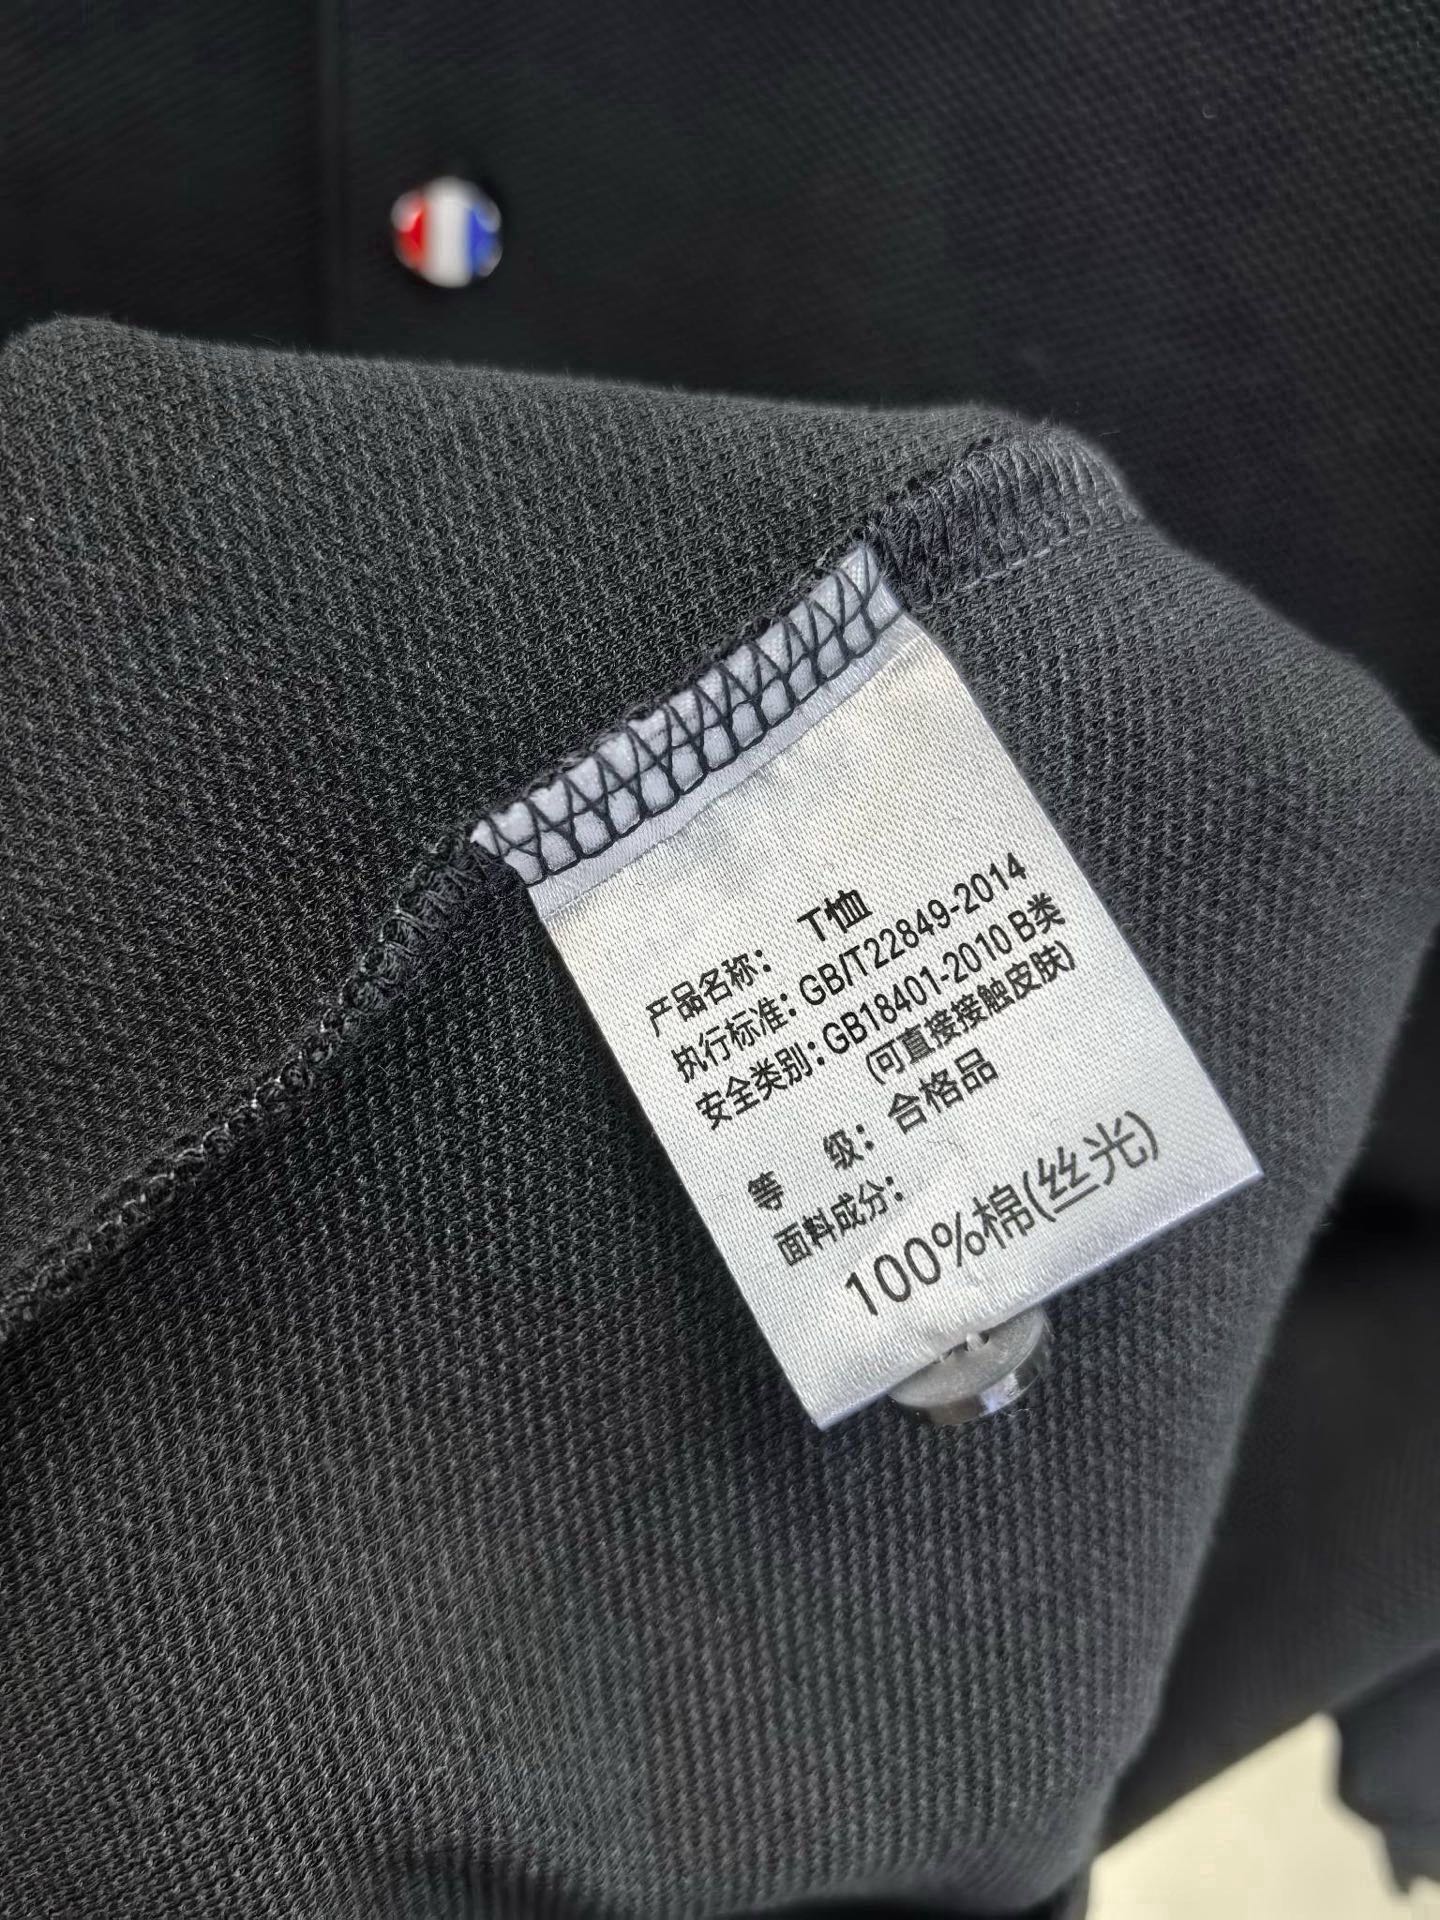 产品名称： T恤
执行标准：GB/T22849-2014
安全类别：GB18401-2010 B类
(可直接接触皮肤)
等 级：合格品
面料成分：
100%棉(丝光)